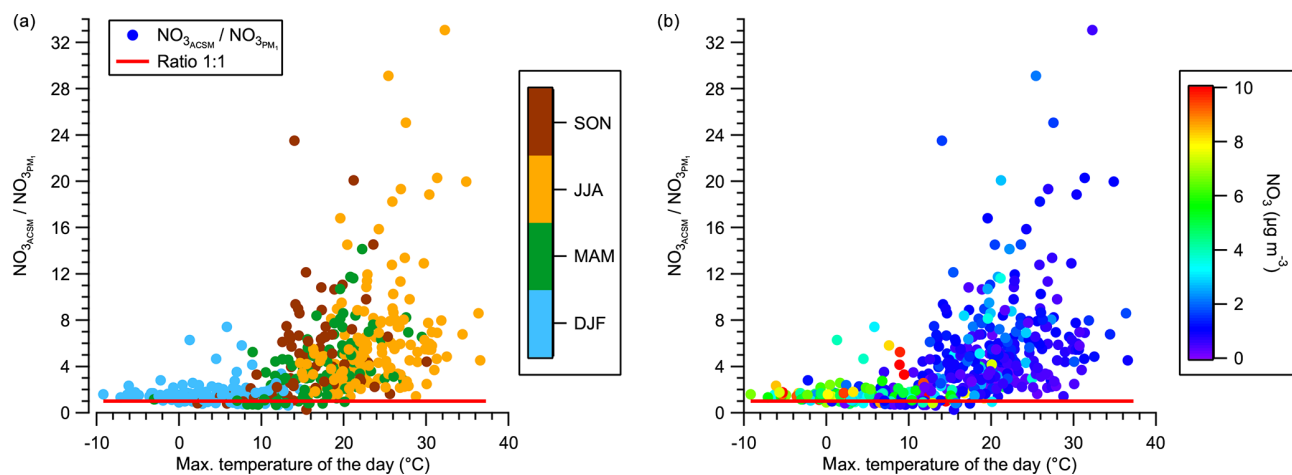 (a)
NO3ACSM / NO3PM1
Ratio 1:1
32
28
24
20
16
12
8
4
0
NO3ACSM / NO3PM1
-10
0
10
20
30
40
Max. temperature of the day (°C)
SON
JJA
MAM
DJF
(b)
32
28
24
20
16
12
8
4
0
NO3ACSM / NO3PM1
-10
0
10
20
30
40
Max. temperature of the day (°C)
10
8
6
4
2
0
NO3 (µg m-3)